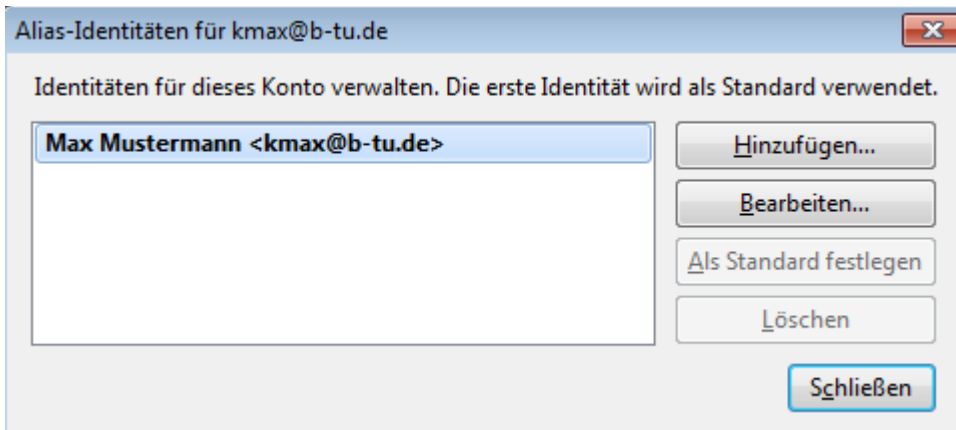 Alias-Identitäten für kmax@b-tu.de
Identitäten für dieses Konto verwalten. Die erste Identität wird als Standard verwendet.
Max Mustermann <kmax@b-tu.de>
Hinzufügen...
Bearbeiten...
Als Standard festlegen
Löschen
Schließen